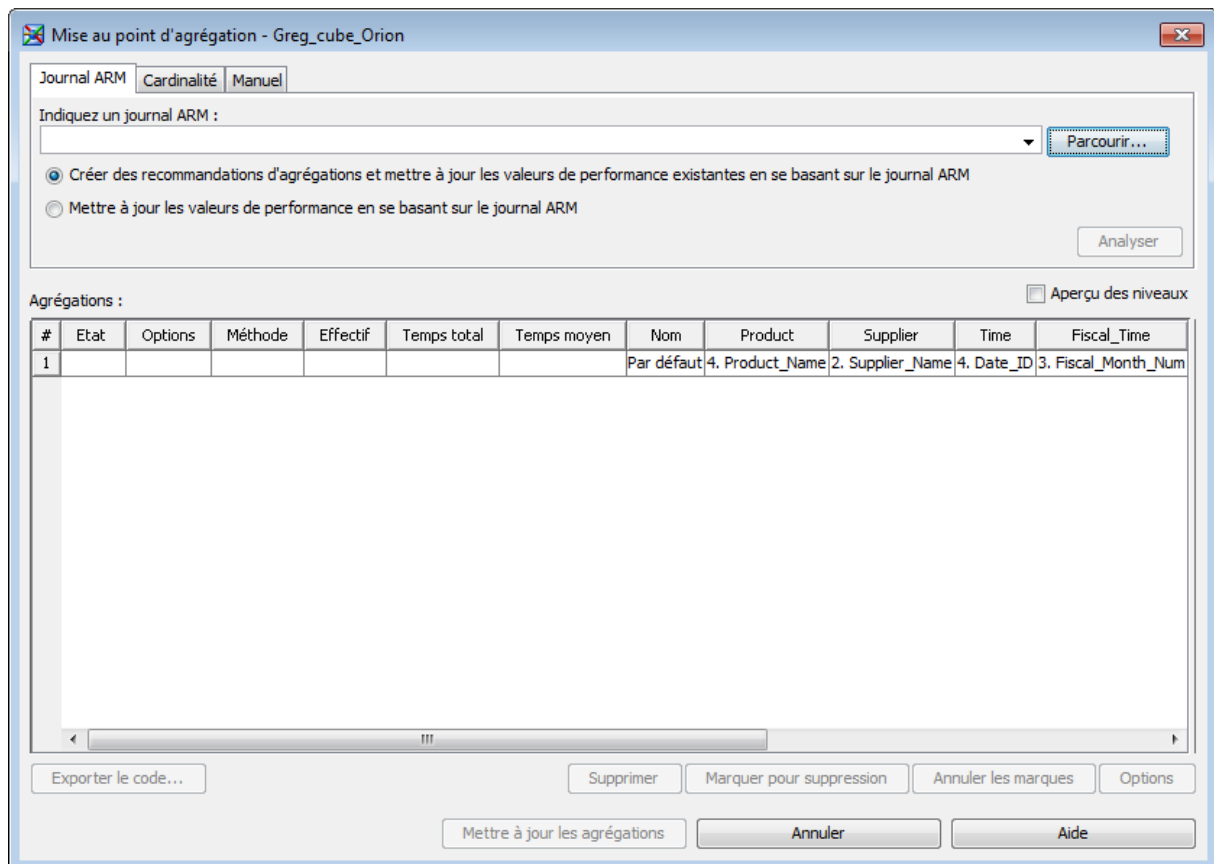 Mise au point d'agrégation - Greg_cube_Orion
Journal ARM Cardinalité Manuel
Indiquez un journal ARM :
Parcourir...
Créer des recommandations d'agrégations et mettre à jour les valeurs de performance existantes en se basant sur le journal ARM
Mettre à jour les valeurs de performance en se basant sur le journal ARM
Analyser
Agrégations :
Aperçu des niveaux
# Etat Options Méthode Effectif Temps total Temps moyen Nom Product Supplier Time Fiscal_Time
1 Par défaut 4. Product_Name 2. Supplier_Name 4. Date_ID 3. Fiscal_Month_Num
Exporter le code... Supprimer Marquer pour suppression Annuler les marques Options
Mettre à jour les agrégations Annuler Aide